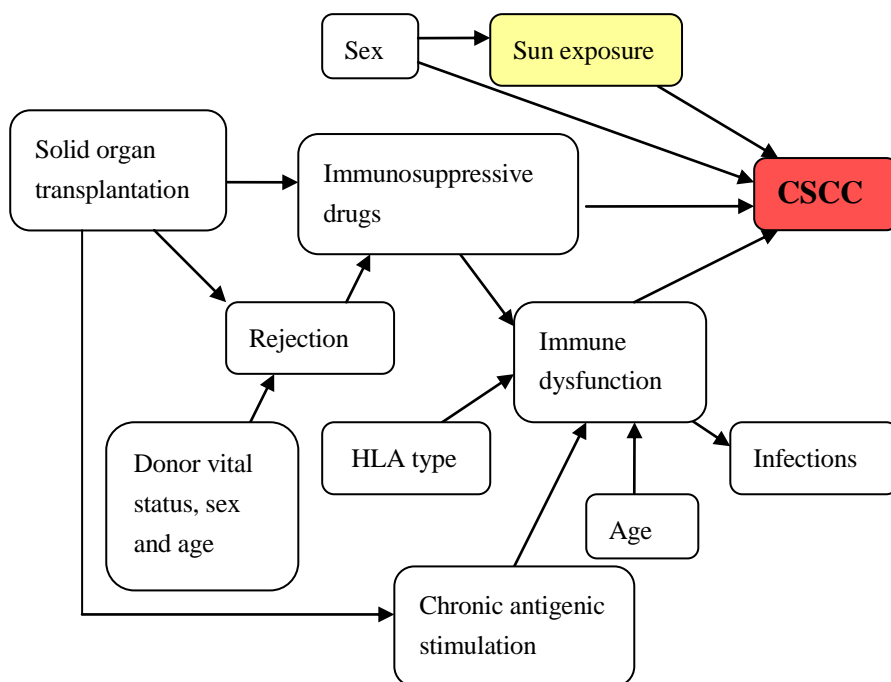 Sex
Sun exposure
Solid organ
transplantation
Immunosuppressive
drugs
CSCC
Rejection
Immune
dysfunction
Donor vital
status, sex
and age
HLA type
Infections
Age
Chronic antigenic
stimulation